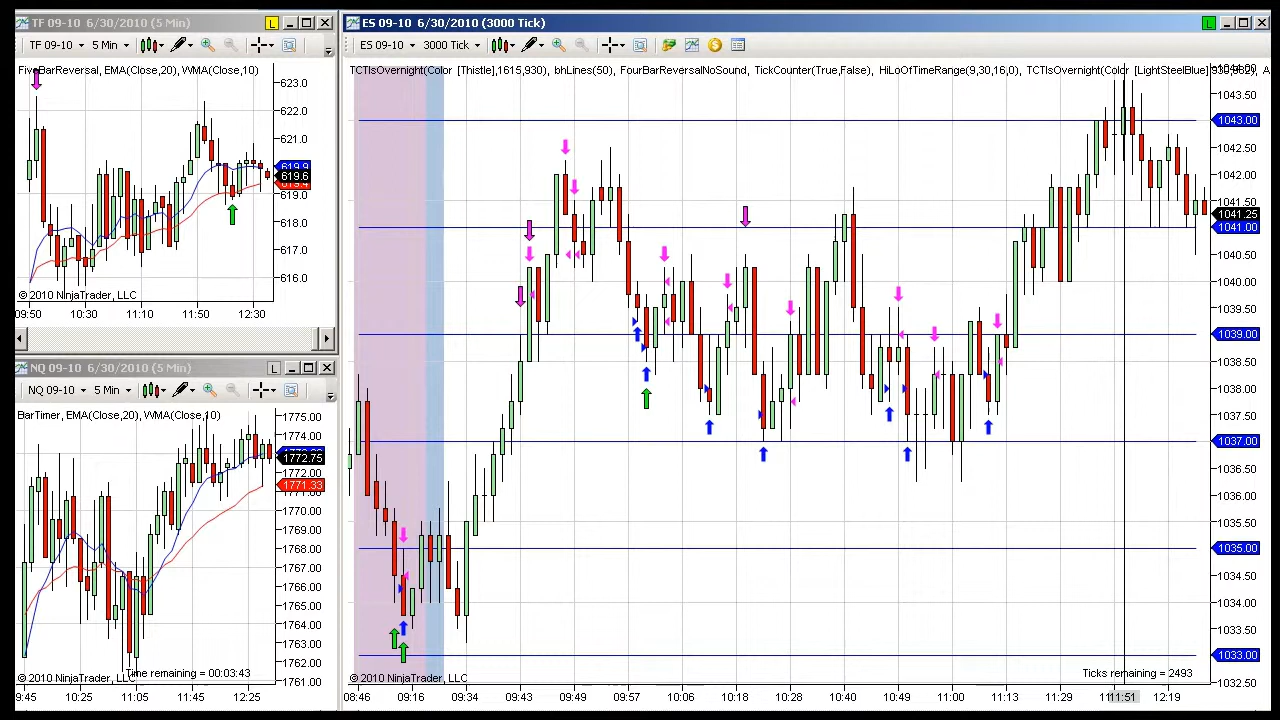 TF 09-10 6/30/2010 (5 Min)
L
TF 09-10
5 Min
FiveBarReversal, EMA(Close,20), WMA(Close,10)
623.0
622.0
621.0
619.9
619.6
619.4
619.0
618.0
617.0
616.0
© 2010 NinjaTrader, LLC
09:50 10:30 11:10 11:50 12:30
NQ 09-10 6/30/2010 (5 Min)
L
NQ 09-10
5 Min
BarTimer, EMA(Close,20), WMA(Close,10)
1775.00
1774.00
1772.75
1772.00
1771.33
1770.00
1768.00
1767.00
1766.00
1765.00
1764.00
1763.00
1762.00
1761.00
Time remaining = 00:03:43
© 2010 NinjaTrader, LLC
9:45 10:25 11:05 11:45 12:25
ES 09-10 6/30/2010 (3000 Tick)
L
ES 09-10
3000 Tick
TCTIsOvernight(Color [Thistle],1615,930), bhLines(50), FourBarReversalNoSound, TickCounter(True,False), HiLoOfTimeRange(9,30,16,0), TCTIsOvernight(Color [LightSteelBlue]
1043.50
1043.00
1042.50
1042.00
1041.50
1041.25
1041.00
1040.50
1040.00
1039.50
1039.00
1038.50
1038.00
1037.50
1037.00
1036.50
1036.00
1035.50
1035.00
1034.50
1034.00
1033.50
1033.00
1032.50
© 2010 NinjaTrader, LLC
Ticks remaining = 2493
08:46 09:16 09:34 09:43 09:49 09:57 10:06 10:18 10:28 10:49 11:00 11:13 11:29 11:51 12:19